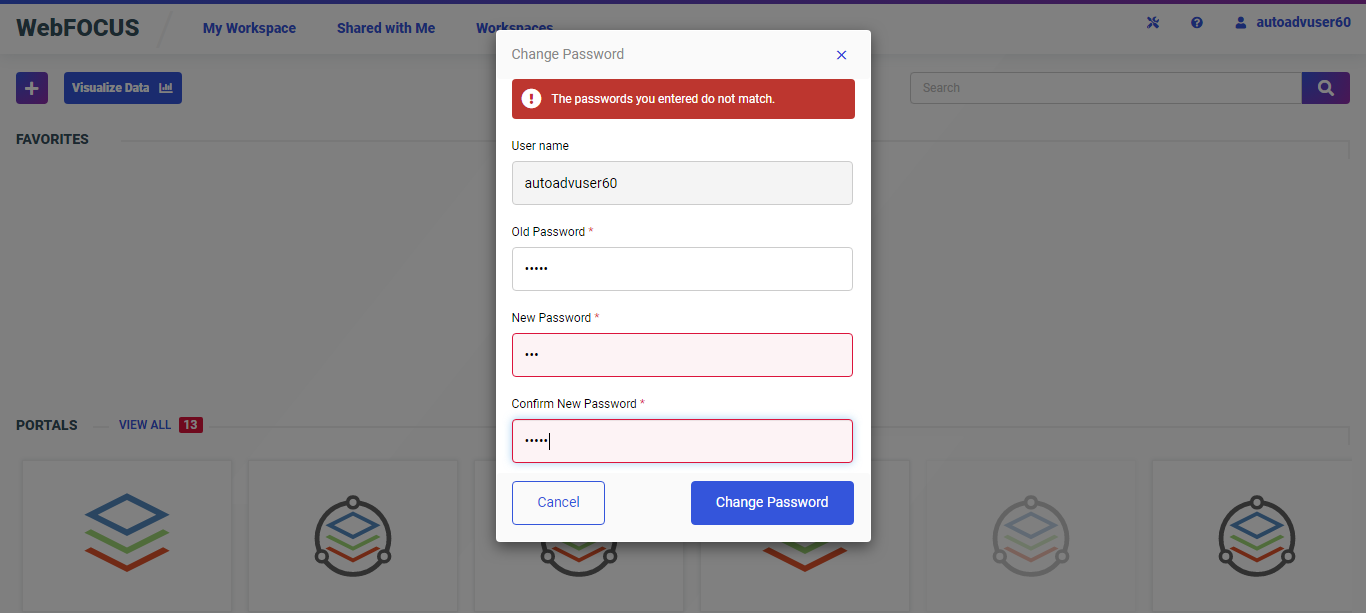 WebFOCUS
My Workspace
Shared with Me
Workspaces
autoadvuser60
Visualize Data
Search
FAVORITES
Change Password
The passwords you entered do not match.
User name
autoadvuser60
Old Password *
•••••
New Password *
•••
Confirm New Password *
•••••
Cancel
Change Password
PORTALS
VIEW ALL
13